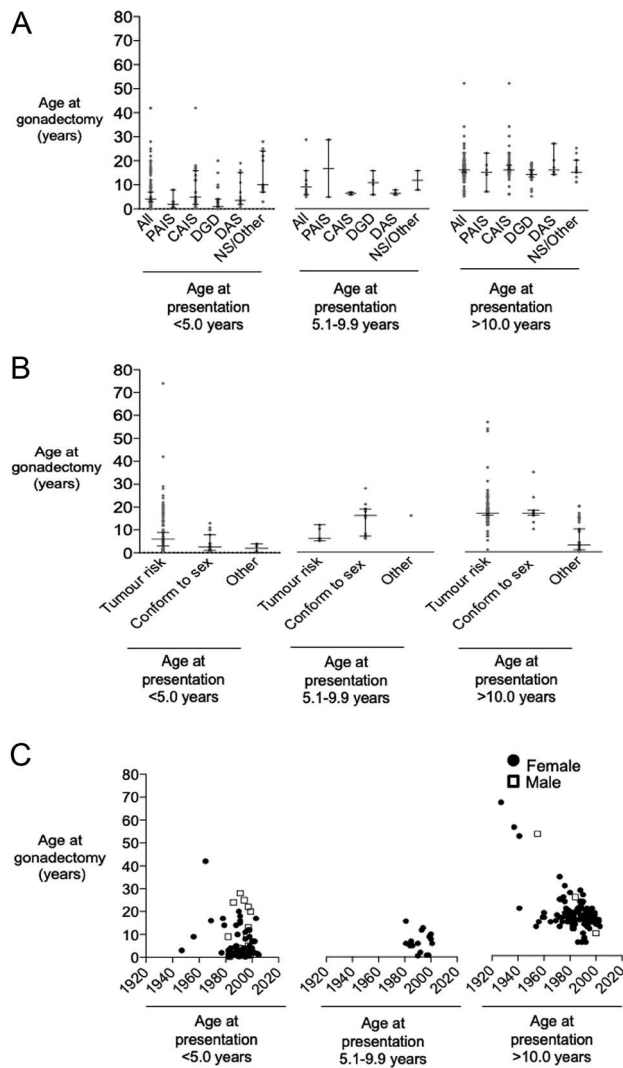 A
80
70
60
Age at
gonadectomy
(years)
50
40
30
20
10
0
All
PAIS
CAIS
DGD
DAS
NS/Other
All
PAIS
CAIS
DGD
DAS
NS/Other
All
PAIS
CAIS
DGD
DAS
NS/Other
Age at
presentation
<5.0 years
Age at
presentation
5.1-9.9 years
Age at
presentation
>10.0 years
B
80
70
60
Age at
gonadectomy
(years)
50
40
30
20
10
0
Tumour risk
Conform to sex
Other
Tumour risk
Conform to sex
Other
Tumour risk
Conform to sex
Other
Age at
presentation
<5.0 years
Age at
presentation
5.1-9.9 years
Age at
presentation
>10.0 years
C
Female
Male
80
70
60
Age at
gonadectomy
(years)
50
40
30
20
10
0
1920
1940
1960
1980
2000
2020
1920
1940
1960
1980
2000
2020
1920
1940
1960
1980
2000
2020
Age at
presentation
<5.0 years
Age at
presentation
5.1-9.9 years
Age at
presentation
>10.0 years